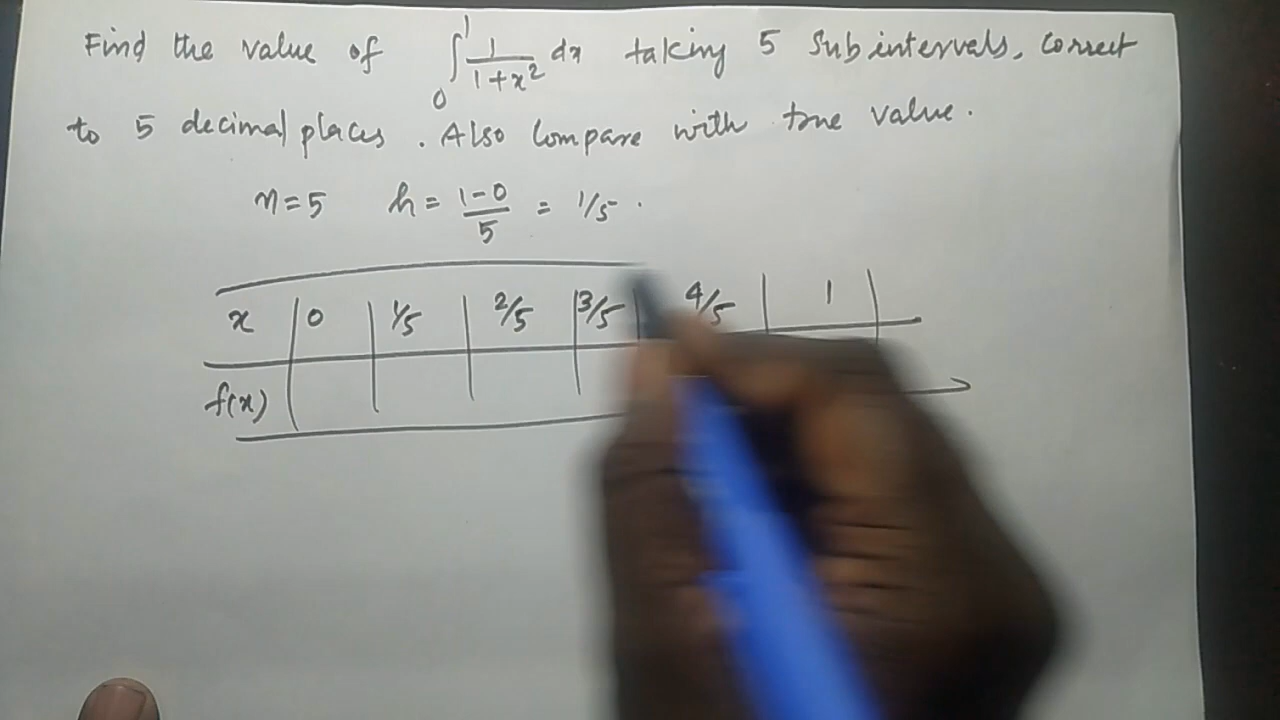 Find the value of ∫₀¹ 1/(1+x²) dx taking 5 Subintervals, Correct
to 5 decimal places. Also Compare with true value.
n=5 h = (1-0)/5 = 1/5.
x 0 1/5 2/5 3/5 4/5 1
f(x)